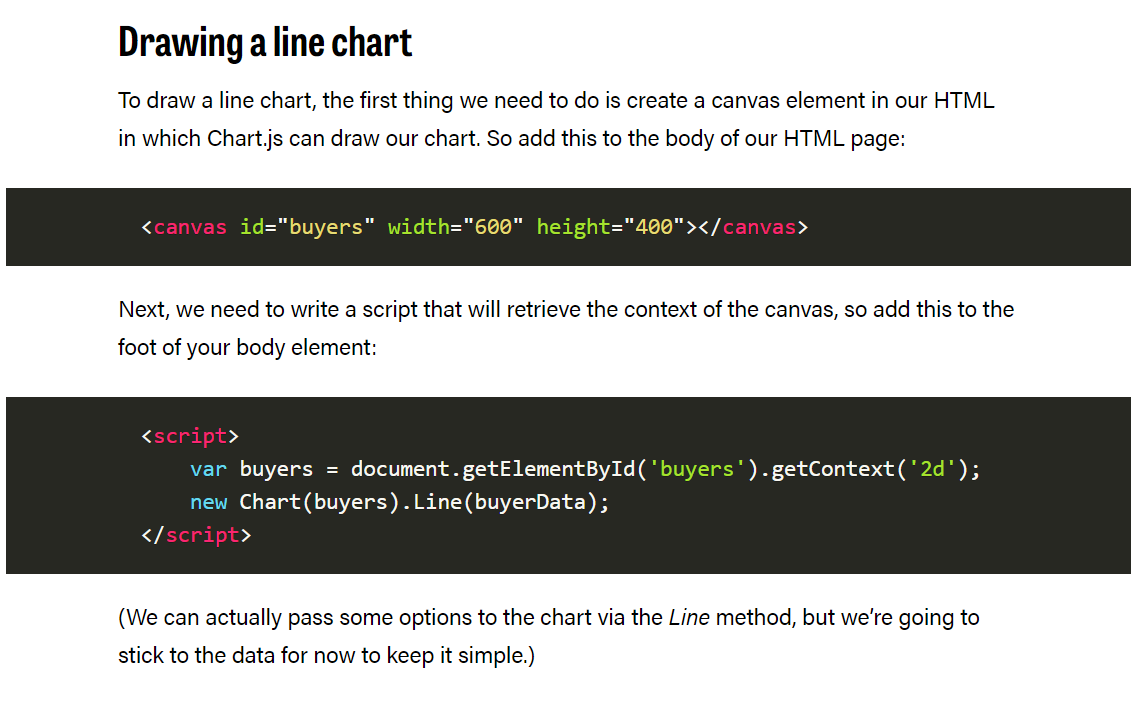 Drawing a line chart
To draw a line chart, the first thing we need to do is create a canvas element in our HTML
in which Chart.js can draw our chart. So add this to the body of our HTML page:
<canvas id="buyers" width="600" height="400"></canvas>
Next, we need to write a script that will retrieve the context of the canvas, so add this to the
foot of your body element:
<script>
    var buyers = document.getElementById('buyers').getContext('2d');
    new Chart(buyers).Line(buyerData);
</script>
(We can actually pass some options to the chart via the Line method, but we’re going to
stick to the data for now to keep it simple.)